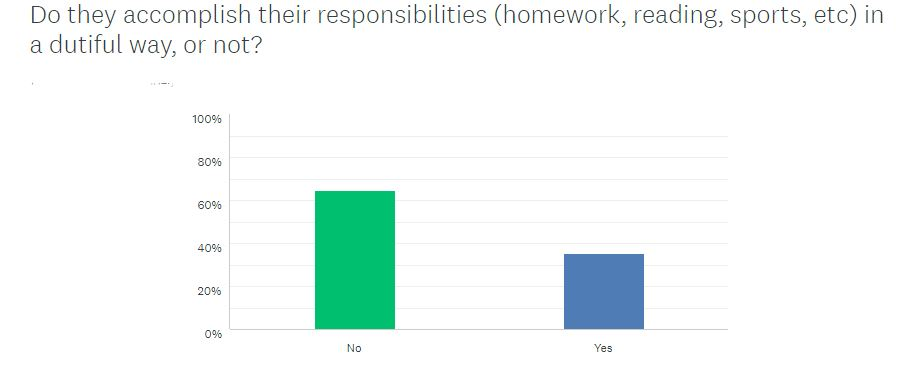 Do they accomplish their responsibilities (homework, reading, sports, etc) in
a dutiful way, or not?
100%
80%
60%
40%
20%
0%
No
Yes